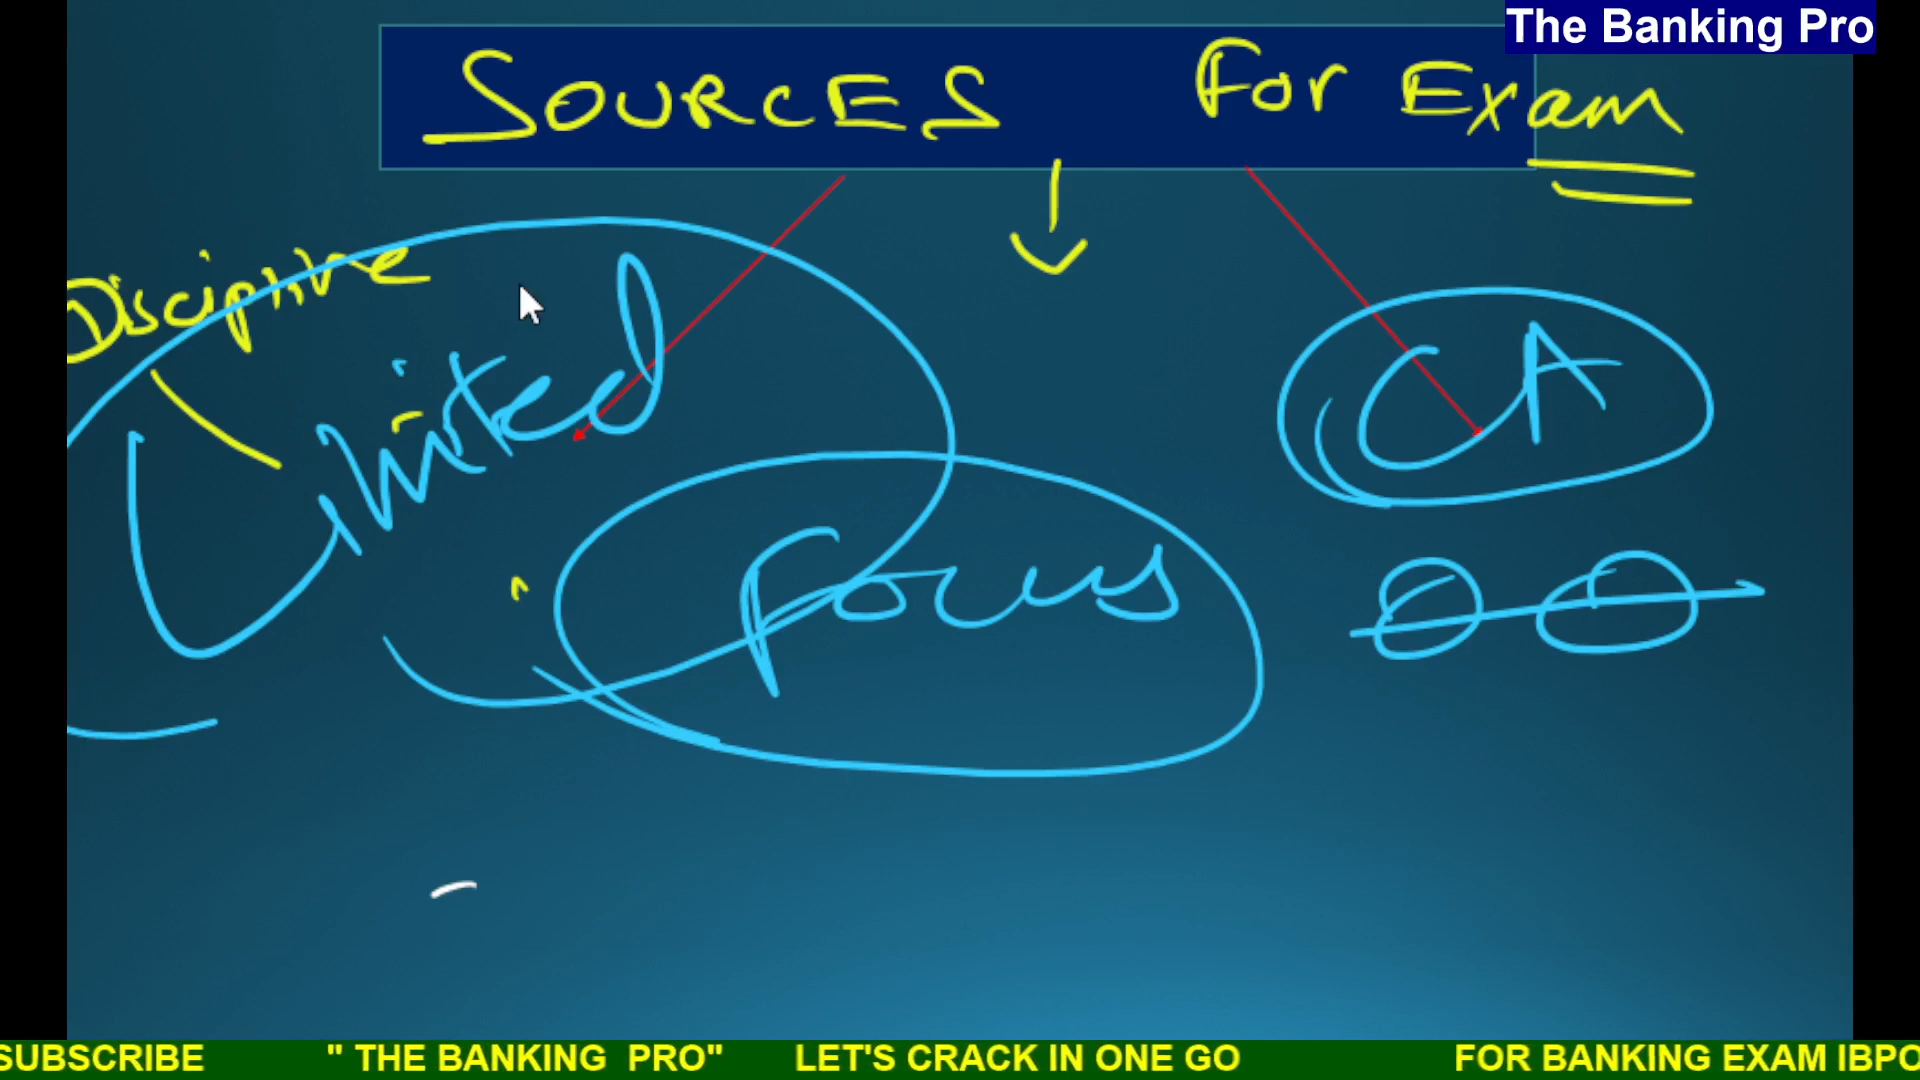 The Banking Pro
SOURCES For Exam
Discipline
Limited
CA
Focus
SUBSCRIBE " THE BANKING PRO" LET'S CRACK IN ONE GO FOR BANKING EXAM IBPO